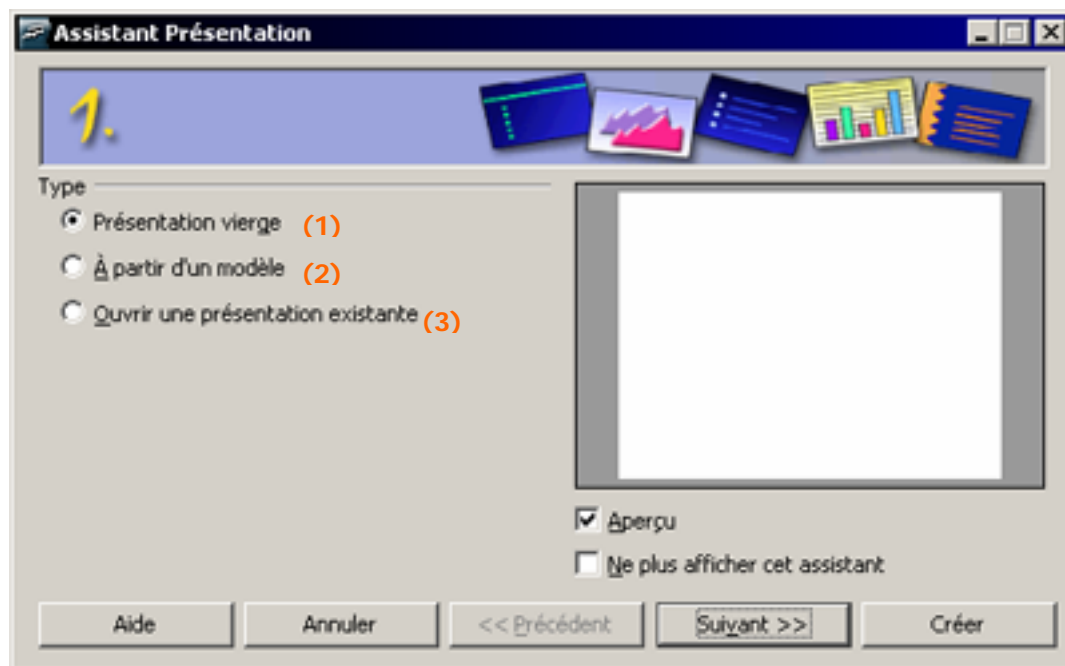 Assistant Présentation
1.
Type
Présentation vierge (1)
À partir d'un modèle (2)
Ouvrir une présentation existante (3)
Aperçu
Ne plus afficher cet assistant
Aide
Annuler
<< Précédent
Suivant >>
Créer